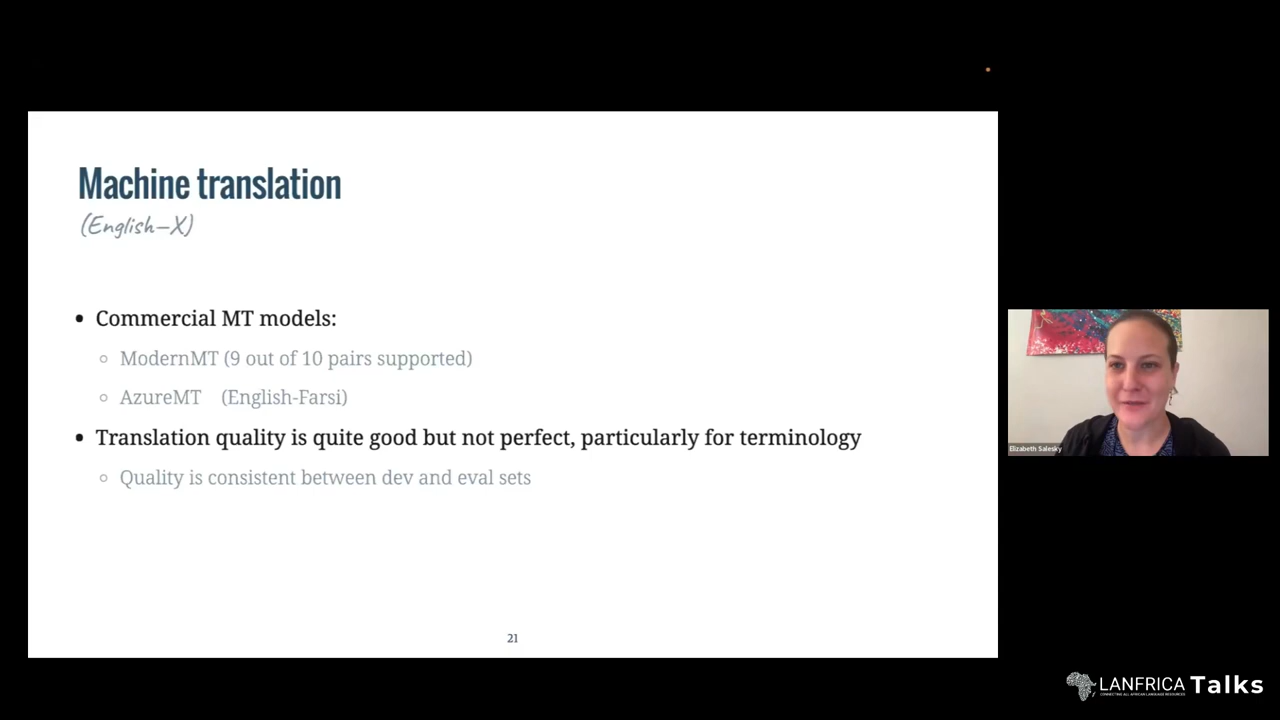 Machine translation
(English—X)
• Commercial MT models:
○ ModernMT (9 out of 10 pairs supported)
○ AzureMT (English-Farsi)
• Translation quality is quite good but not perfect, particularly for terminology
○ Quality is consistent between dev and eval sets
21
Elizabeth Salesky
LANFRICA Talks
CONNECTING ALL AFRICAN LANGUAGE RESOURCES